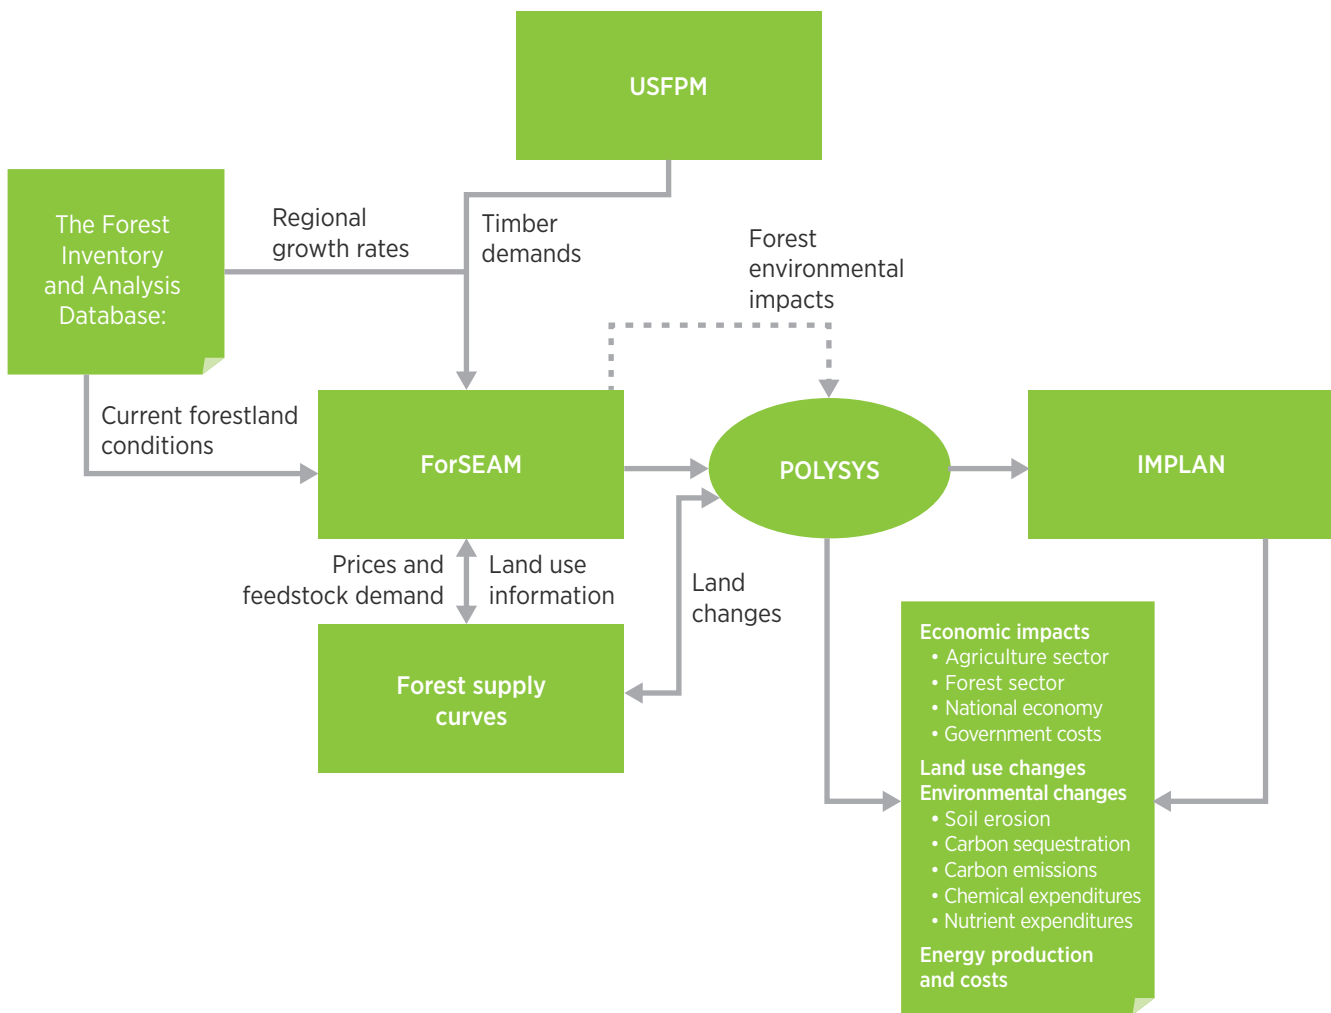 USFPM
The Forest
Inventory
and Analysis
Database:
Regional
growth rates
Timber
demands
Forest
environmental
impacts
Current forestland
conditions
ForSEAM
POLYSYS
IMPLAN
Prices and
feedstock demand
Land use
information
Land
changes
Forest supply
curves
Economic impacts
• Agriculture sector
• Forest sector
• National economy
• Government costs
Land use changes
Environmental changes
• Soil erosion
• Carbon sequestration
• Carbon emissions
• Chemical expenditures
• Nutrient expenditures
Energy production
and costs